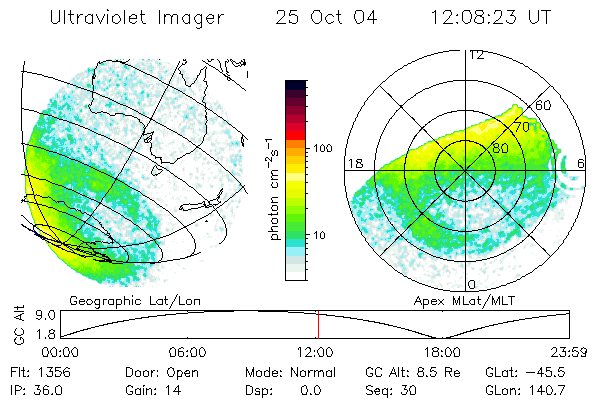 Ultraviolet Imager 25 Oct 04 12:08:23 UT
12
60
70
80
100
10
photon cm−2s−1
18
6
0
Geographic Lat/Lon Apex MLat/MLT
GC Alt
9.0
1.8
00:00 06:00 12:00 18:00 23:59
Flt: 1356 Door: Open Mode: Normal GC Alt: 8.5 Re GLat: −45.5
IP: 36.0 Gain: 14 Dsp: 0.0 Seq: 30 GLon: 140.7